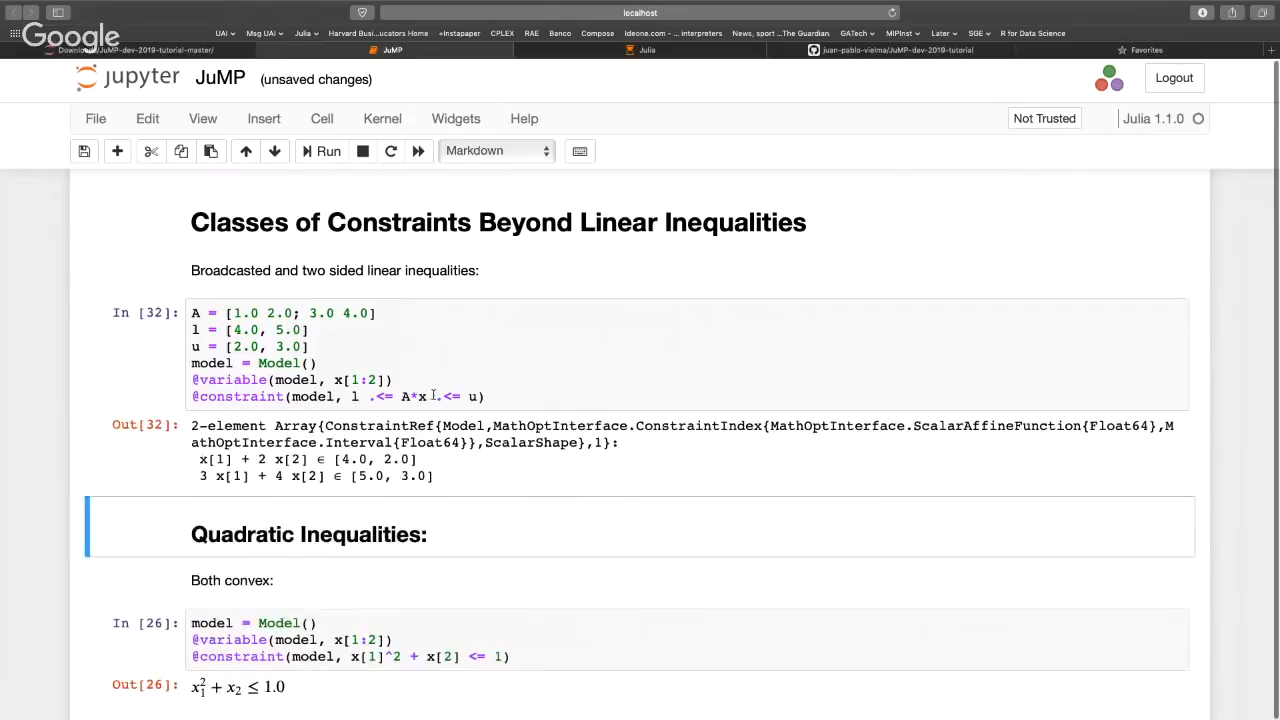 localhost
Google
UAI Msg UAI Julia Harvard Business...ucators Home +Instapaper CPLEX RAE Banco Compose Ideone.com - ... interpreters News, sport ...The Guardian GATech MIPInst Later SGE R for Data Science
Downloads/JuMP-dev-2019-tutorial-master/ JuMP Julia juan-pablo-vielma/JuMP-dev-2019-tutorial Favorites
jupyter JuMP (unsaved changes) Logout
File Edit View Insert Cell Kernel Widgets Help Not Trusted Julia 1.1.0
Run Markdown
Classes of Constraints Beyond Linear Inequalities
Broadcasted and two sided linear inequalities:
In [32]: A = [1.0 2.0; 3.0 4.0]
l = [4.0, 5.0]
u = [2.0, 3.0]
model = Model()
@variable(model, x[1:2])
@constraint(model, l .<= A*x .<= u)
Out[32]: 2-element Array{ConstraintRef{Model,MathOptInterface.ConstraintIndex{MathOptInterface.ScalarAffineFunction{Float64},M
athOptInterface.Interval{Float64}},ScalarShape},1}:
x[1] + 2 x[2] ∈ [4.0, 2.0]
3 x[1] + 4 x[2] ∈ [5.0, 3.0]
Quadratic Inequalities:
Both convex:
In [26]: model = Model()
@variable(model, x[1:2])
@constraint(model, x[1]^2 + x[2] <= 1)
Out[26]: x₁² + x₂ ≤ 1.0